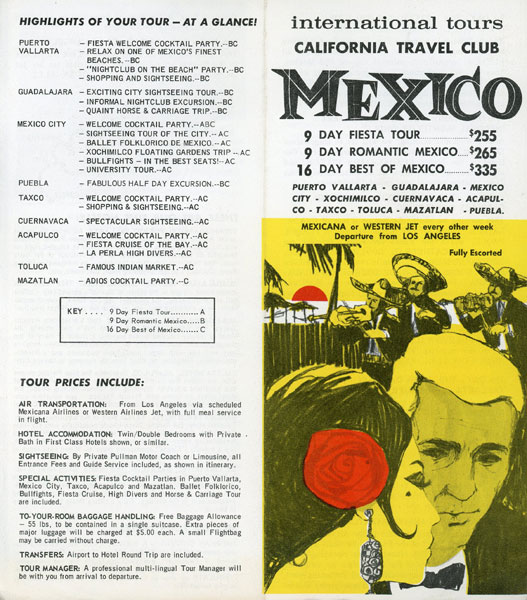 HIGHLIGHTS OF YOUR TOUR — AT A GLANCE!
PUERTO VALLARTA – FIESTA WELCOME COCKTAIL PARTY.--BC
– RELAX ON ONE OF MEXICO'S FINEST
BEACHES.--BC
– "NIGHTCLUB ON THE BEACH" PARTY.--BC
– SHOPPING AND SIGHTSEEING.--BC
GUADALAJARA – EXCITING CITY SIGHTSEEING TOUR.--BC
– INFORMAL NIGHTCLUB EXCURSION.--BC
– QUAINT HORSE & CARRIAGE TRIP.--BC
MEXICO CITY – WELCOME COCKTAIL PARTY.--ABC
– SIGHTSEEING TOUR OF THE CITY.--AC
– BALLET FOLKLORICO DE MEXICO.--AC
– XOCHIMILCO FLOATING GARDENS TRIP --AC
– BULLFIGHTS – IN THE BEST SEATS!--AC
– UNIVERSITY TOUR.--AC
PUEBLA – FABULOUS HALF DAY EXCURSION.--BC
TAXCO – WELCOME COCKTAIL PARTY.--AC
– SHOPPING & SIGHTSEEING.--AC
CUERNAVACA – SPECTACULAR SIGHTSEEING.--AC
ACAPULCO – WELCOME COCKTAIL PARTY.--AC
– FIESTA CRUISE OF THE BAY.--AC
– LA PERLA HIGH DIVERS.--AC
TOLUCA – FAMOUS INDIAN MARKET.--AC
MAZATLAN – ADIOS COCKTAIL PARTY.--C
KEY .... 9 Day Fiesta Tour..........A
9 Day Romantic Mexico.....B
16 Day Best of Mexico.......C
TOUR PRICES INCLUDE:
AIR TRANSPORTATION: From Los Angeles via scheduled
Mexicana Airlines or Western Airlines Jet, with full meal service
in flight.
HOTEL ACCOMMODATION: Twin/Double Bedrooms with Private
Bath in First Class Hotels shown, or similar.
SIGHTSEEING: By Private Pullman Motor Coach or Limousine, all
Entrance Fees and Guide Service included, as shown in itinerary.
SPECIAL ACTIVITIES: Fiesta Cocktail Parties in Puerto Vallarta,
Mexico City, Taxco, Acapulco and Mazatlan. Ballet Folklorico,
Bullfights, Fiesta Cruise, High Divers and Horse & Carriage Tour
are included.
TO-YOUR-ROOM BAGGAGE HANDLING: Free Baggage Allowance
– 55 lbs, to be contained in a single suitcase. Extra pieces of
major luggage will be charged at $5.00 each. A small Flightbag
may be carried without charge.
TRANSFERS: Airport to Hotel Round Trip are included.
TOUR MANAGER: A professional multi-lingual Tour Manager will
be with you from arrival to departure.
international tours
CALIFORNIA TRAVEL CLUB
MEXICO
9 DAY FIESTA TOUR ..........$255
9 DAY ROMANTIC MEXICO.....$265
16 DAY BEST OF MEXICO.......$335
PUERTO VALLARTA - GUADALAJARA - MEXICO
CITY - XOCHIMILCO - CUERNAVACA - ACAPUL-
CO - TAXCO - TOLUCA - MAZATLAN - PUEBLA.
MEXICANA or WESTERN JET every other week
Departure from LOS ANGELES
Fully Escorted